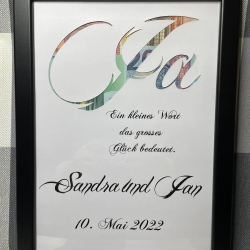 Ja
Ein kleines Wort
das grosses
Glück bedeutet.
Sandra und Jan
10. Mai 2022